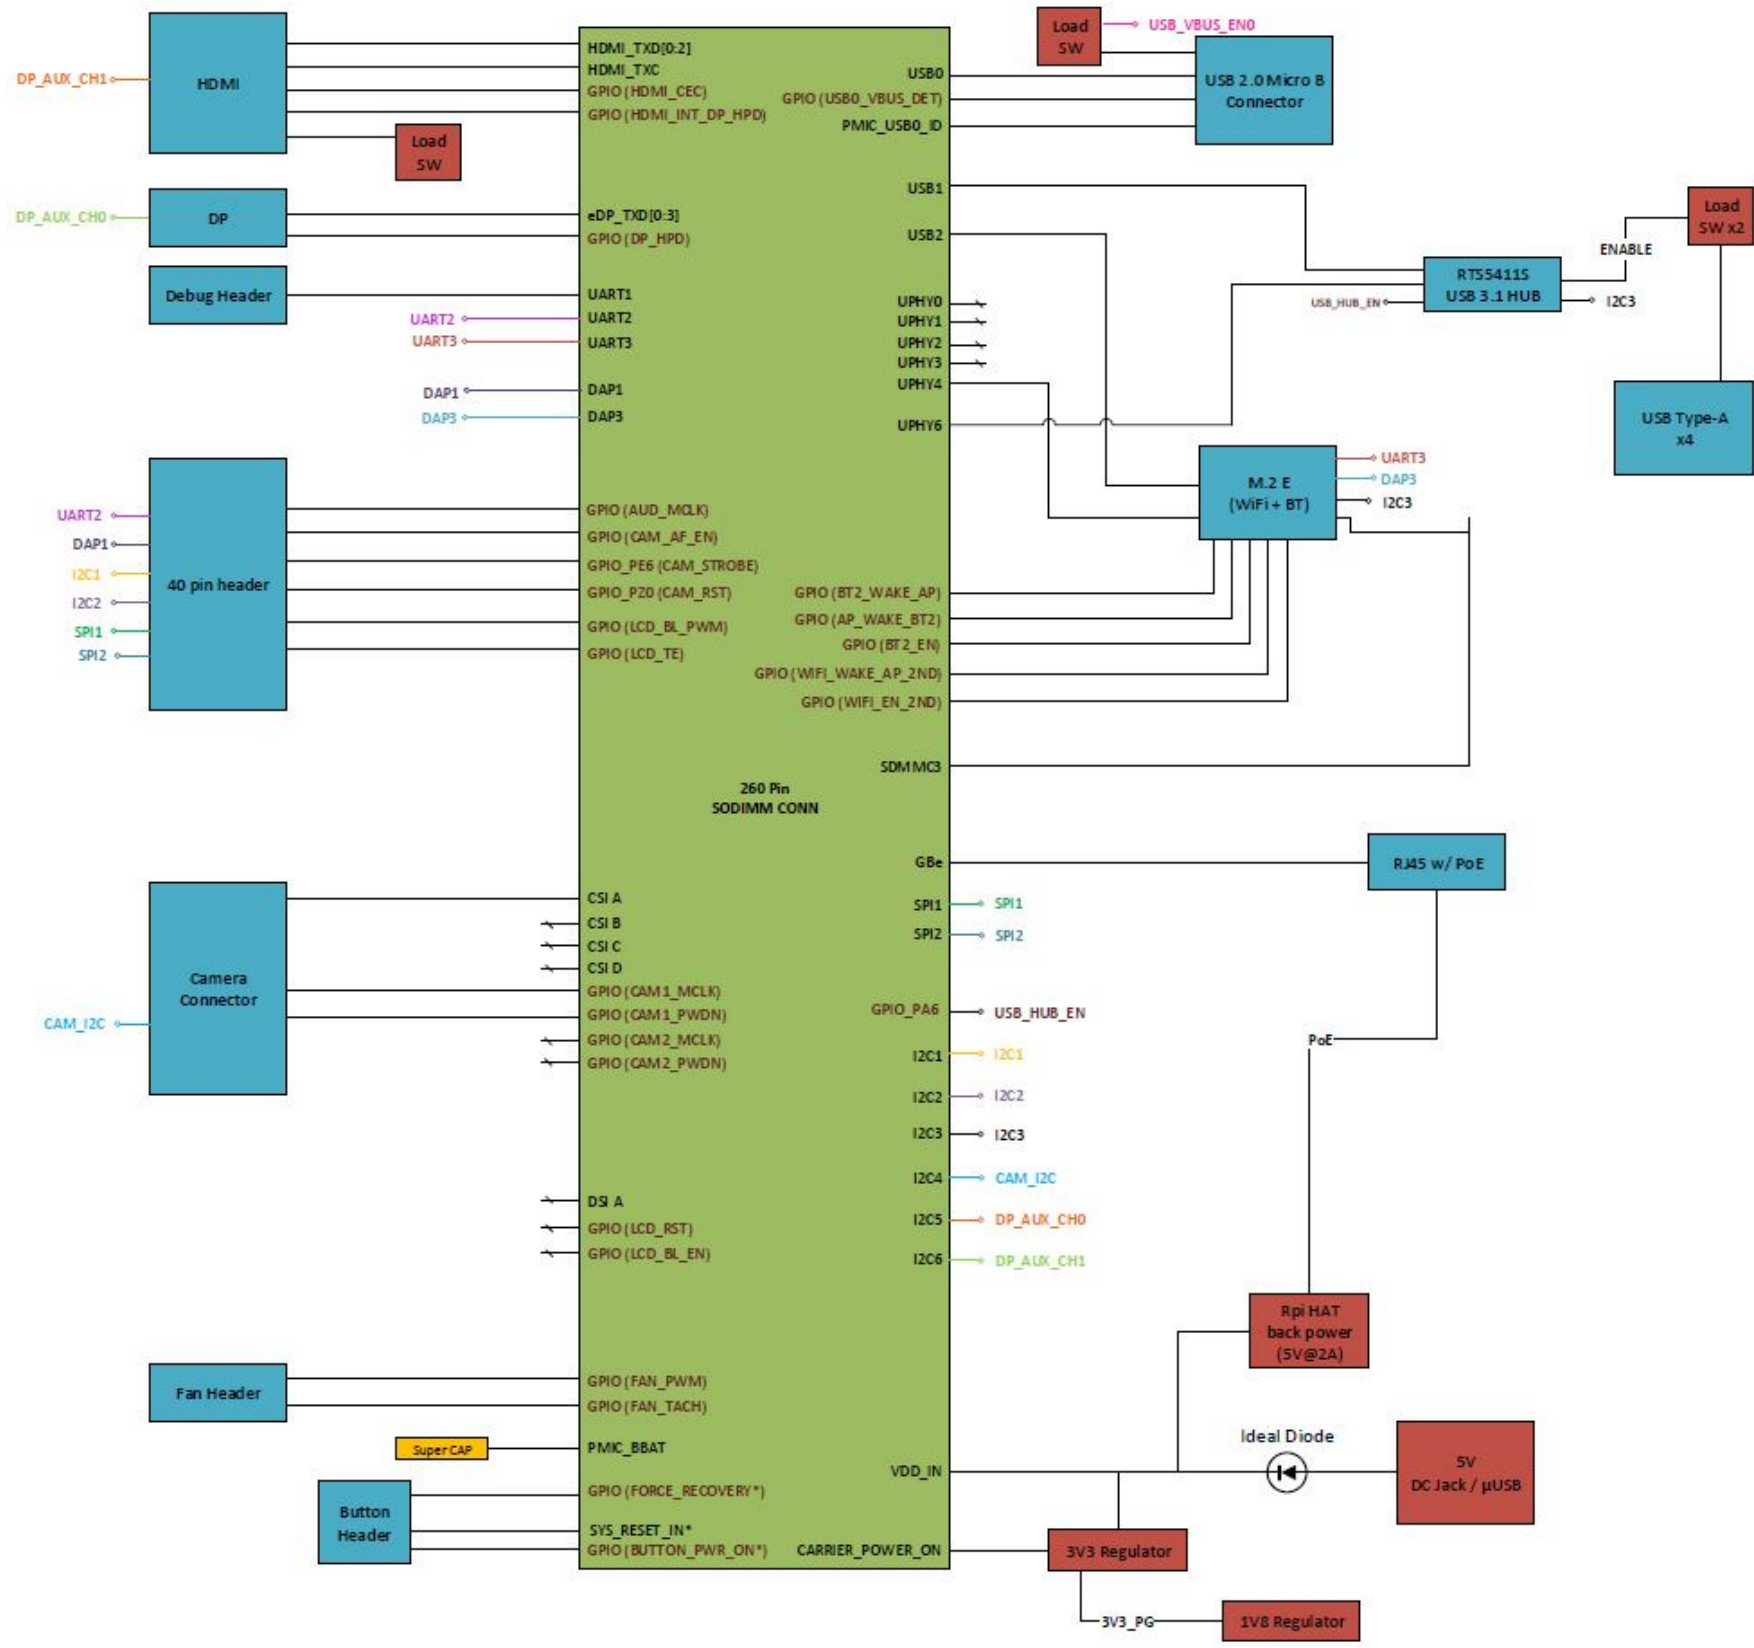 DP_AUX_CH1
HDMI
Load
SW
DP_AUX_CH0
DP
Debug Header
UART2
UART3
DAP1
DAP3
UART2
DAP1
I2C1
I2C2
SPI1
SPI2
40 pin header
CAM_I2C
Camera
Connector
Fan Header
Super CAP
Button
Header
HDMI_TXD[0:2]
HDMI_TXC
GPIO (HDMI_CEC)
GPIO (HDMI_INT_DP_HPD)
eDP_TXD[0:3]
GPIO (DP_HPD)
UART1
UART2
UART3
DAP1
DAP3
GPIO (AUD_MCLK)
GPIO (CAM_AF_EN)
GPIO_PE6 (CAM_STROBE)
GPIO_PZ0 (CAM_RST)
GPIO (LCD_BL_PWM)
GPIO (LCD_TE)
260 Pin
SODIMM CONN
CSI A
CSI B
CSI C
CSI D
GPIO (CAM1_MCLK)
GPIO (CAM1_PWDN)
GPIO (CAM2_MCLK)
GPIO (CAM2_PWDN)
DSI A
GPIO (LCD_RST)
GPIO (LCD_BL_EN)
GPIO (FAN_PWM)
GPIO (FAN_TACH)
PMIC_BBAT
GPIO (FORCE_RECOVERY*)
SYS_RESET_IN*
GPIO (BUTTON_PWR_ON*)
USB0
GPIO (USB0_VBUS_DET)
PMIC_USB0_ID
USB1
USB2
UPHY0
UPHY1
UPHY2
UPHY3
UPHY4
UPHY6
GPIO (BT2_WAKE_AP)
GPIO (AP_WAKE_BT2)
GPIO (BT2_EN)
GPIO (WIFI_WAKE_AP_2ND)
GPIO (WIFI_EN_2ND)
SDMMC3
GBe
SPI1
SPI2
GPIO_PA6
I2C1
I2C2
I2C3
I2C4
I2C5
I2C6
VDD_IN
CARRIER_POWER_ON
Load
SW
USB_VBUS_EN0
USB 2.0 Micro B
Connector
Load
SW x2
ENABLE
RTS5411S
USB 3.1 HUB
USB_HUB_EN
I2C3
USB Type-A
x4
M.2 E
(WiFi + BT)
UART3
DAP3
I2C3
RJ45 w/ PoE
SPI1
SPI2
USB_HUB_EN
I2C1
I2C2
I2C3
CAM_I2C
DP_AUX_CH0
DP_AUX_CH1
PoE
Rpi HAT
back power
(5V@2A)
Ideal Diode
5V
DC Jack / µUSB
3V3 Regulator
3V3_PG
1V8 Regulator